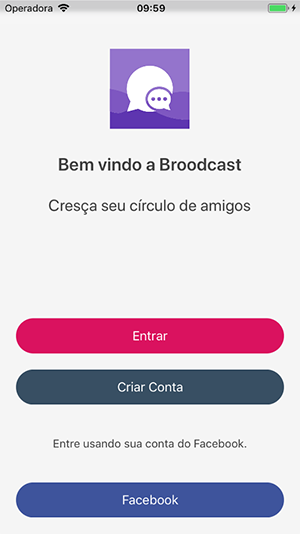 Operadora 09:59
Bem vindo a Broodcast
Cresça seu círculo de amigos
Entrar
Criar Conta
Entre usando sua conta do Facebook.
Facebook